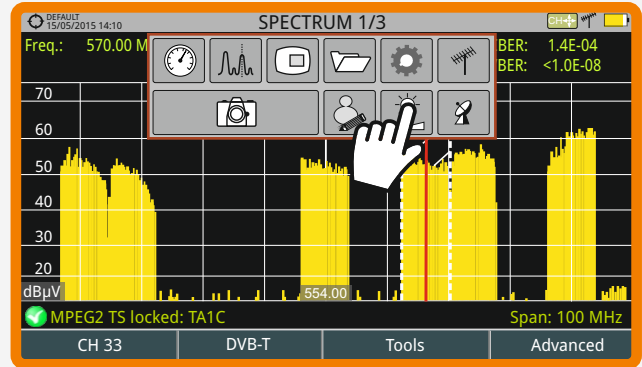 DEFAULT
15/05/2015 14:10
SPECTRUM 1/3
CH
Freq.: 570.00 M
BER: 1.4E-04
BER: <1.0E-08
70
60
50
40
30
20
dBµV
554.00
MPEG2 TS locked: TA1C
Span: 100 MHz
CH 33
DVB-T
Tools
Advanced